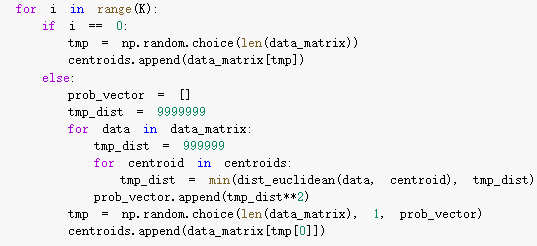 for i in range(K):
    if i == 0:
        tmp = np.random.choice(len(data_matrix))
        centroids.append(data_matrix[tmp])
    else:
        prob_vector = []
        tmp_dist = 9999999
        for data in data_matrix:
            tmp_dist = 999999
            for centroid in centroids:
                tmp_dist = min(dist_euclidean(data, centroid), tmp_dist)
            prob_vector.append(tmp_dist**2)
        tmp = np.random.choice(len(data_matrix), 1, prob_vector)
        centroids.append(data_matrix[tmp[0]])